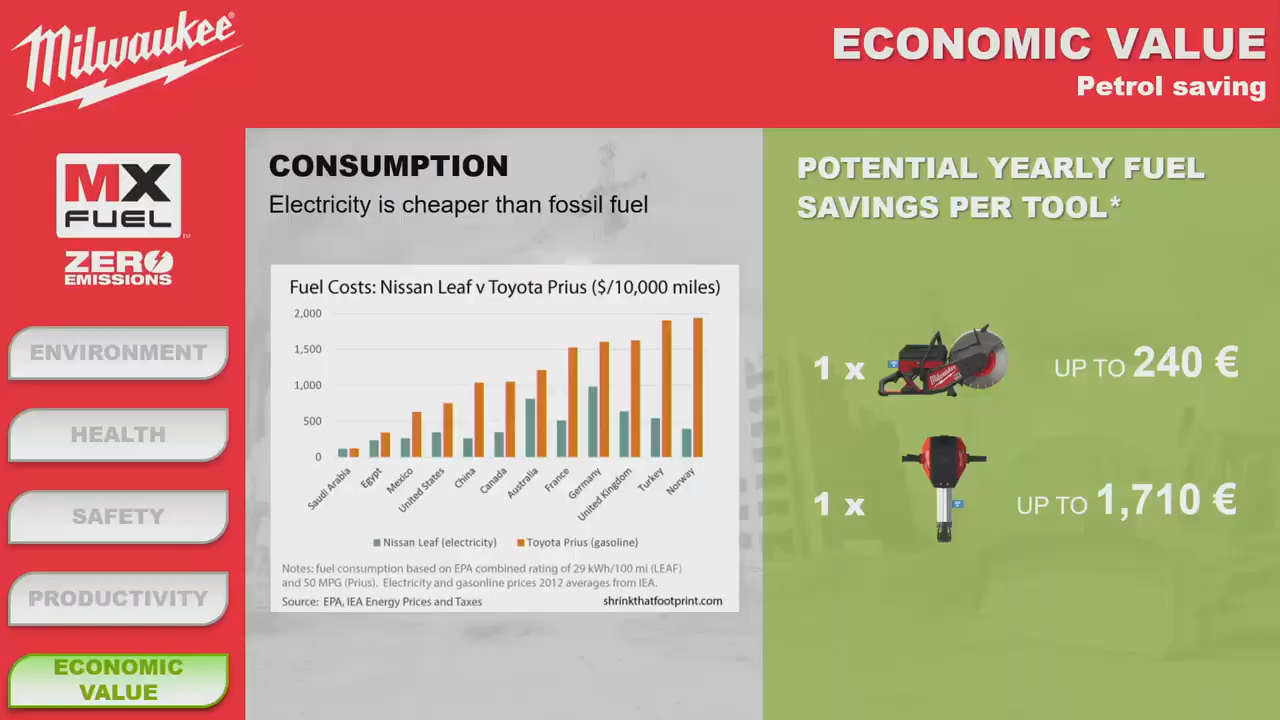 Milwaukee®
ECONOMIC VALUE
Petrol saving
MX
FUEL™
ZERO
EMISSIONS
ENVIRONMENT
HEALTH
SAFETY
PRODUCTIVITY
ECONOMIC
VALUE
CONSUMPTION
Electricity is cheaper than fossil fuel
Fuel Costs: Nissan Leaf v Toyota Prius ($/10,000 miles)
2,000
1,500
1,000
500
0
Saudi Arabia
Egypt
Mexico
United States
China
Canada
Australia
France
Germany
United Kingdom
Turkey
Norway
Nissan Leaf (electricity) Toyota Prius (gasoline)
Notes: fuel consumption based on EPA combined rating of 29 kWh/100 mi (LEAF)
and 50 MPG (Prius). Electricity and gasonline prices 2012 averages from IEA.
Source: EPA, IEA Energy Prices and Taxes shrinkthatfootprint.com
POTENTIAL YEARLY FUEL
SAVINGS PER TOOL*
1 x UP TO 240 €
Milwaukee
1 x UP TO 1,710 €